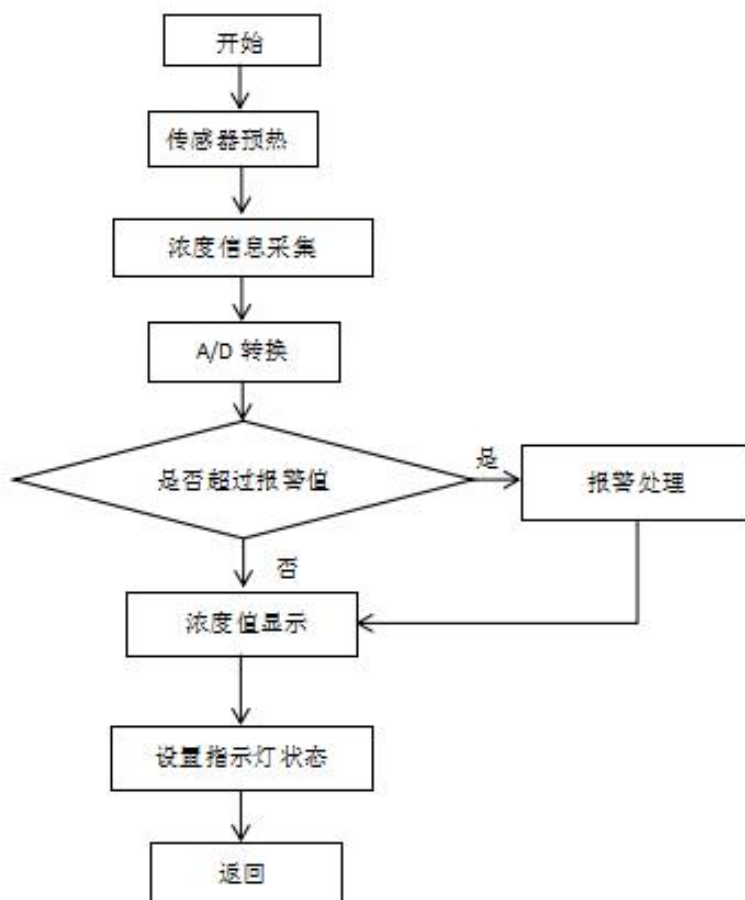 开始
传感器预热
浓度信息采集
A/D 转换
是否超过报警值
是
报警处理
否
浓度值显示
设置指示灯状态
返回